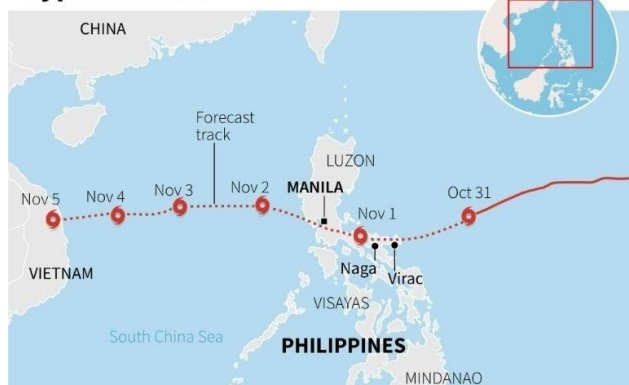 CHINA
Forecast
track
LUZON
Nov 5
Nov 4
Nov 3
Nov 2
MANILA
Oct 31
Nov 1
VIETNAM
Naga
Virac
VISAYAS
South China Sea
PHILIPPINES
MINDANAO